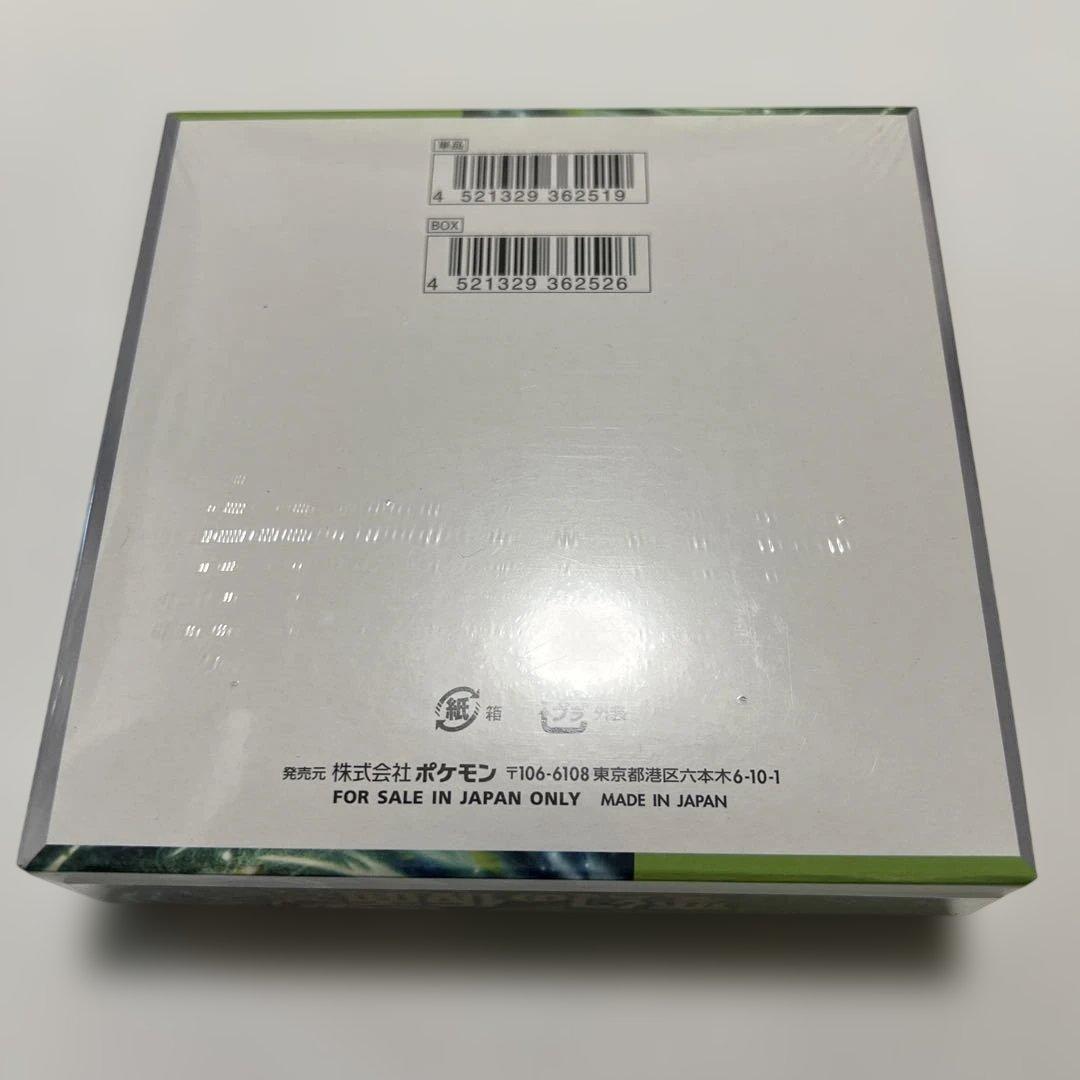 単品
4 521329 362519
BOX
4 521329 362526
紙 箱
プラ 外装
発売元 株式会社 ポケモン 〒106-6108 東京都港区六本木6-10-1
FOR SALE IN JAPAN ONLY MADE IN JAPAN